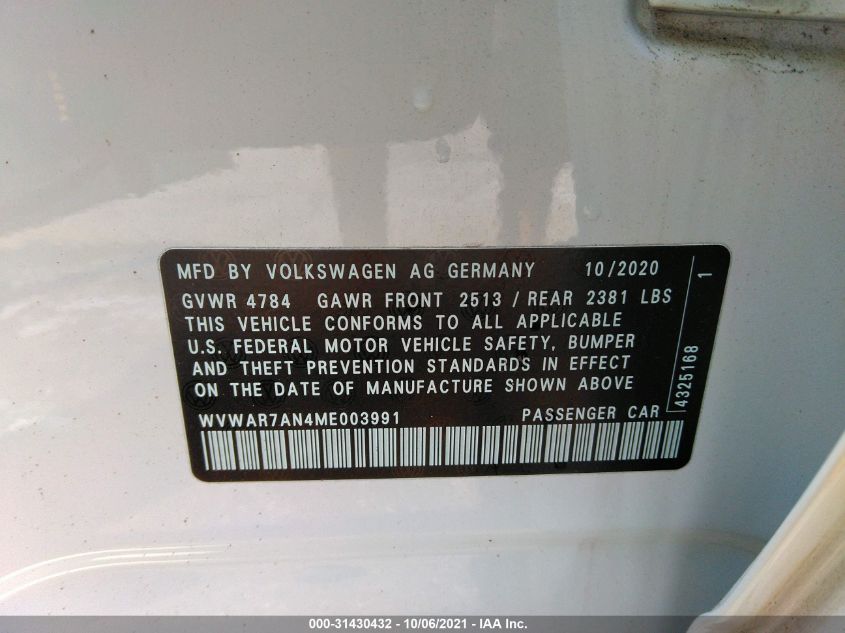 MFD BY VOLKSWAGEN AG GERMANY 10/2020
GVWR 4784 GAWR FRONT 2513 / REAR 2381 LBS
THIS VEHICLE CONFORMS TO ALL APPLICABLE
U.S. FEDERAL MOTOR VEHICLE SAFETY, BUMPER
AND THEFT PREVENTION STANDARDS IN EFFECT
ON THE DATE OF MANUFACTURE SHOWN ABOVE
WVWAR7AN4ME003991 PASSENGER CAR
4325168 1
000-31430432 - 10/06/2021 - IAA Inc.